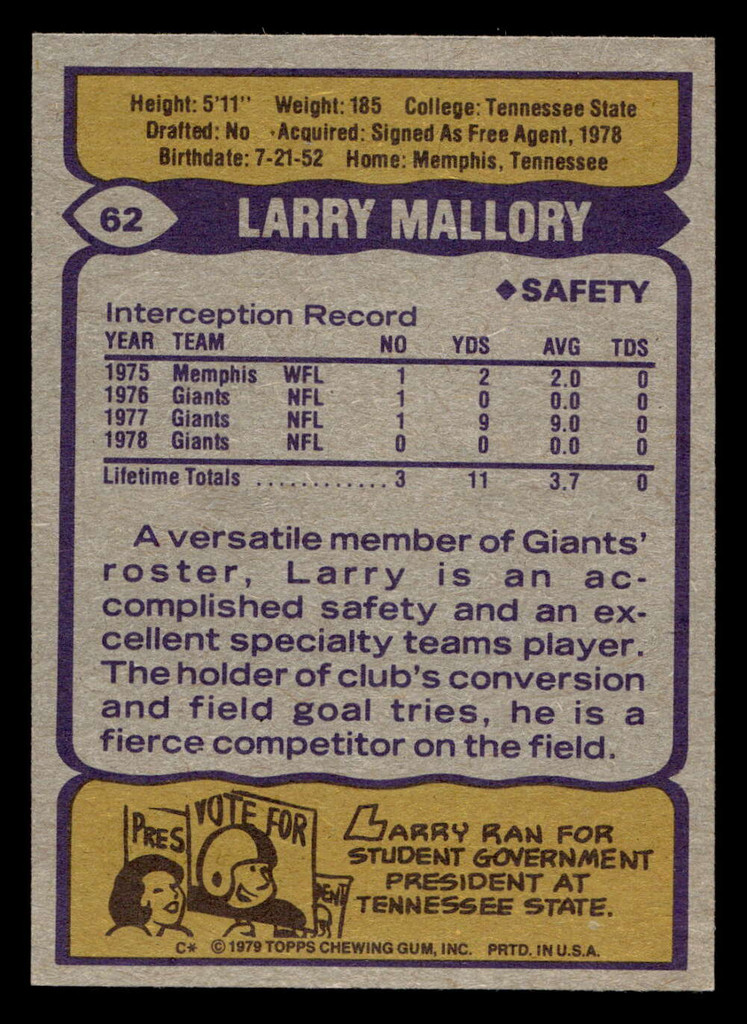 Height: 5'11" Weight: 185 College: Tennessee State
Drafted: No Acquired: Signed As Free Agent, 1978
Birthdate: 7-21-52 Home: Memphis, Tennessee
62 LARRY MALLORY
◆SAFETY
Interception Record
YEAR TEAM NO YDS AVG TDS
1975 Memphis WFL 1 2 2.0 0
1976 Giants NFL 1 0 0.0 0
1977 Giants NFL 1 9 9.0 0
1978 Giants NFL 0 0 0.0 0
Lifetime Totals ............ 3 11 3.7 0
A versatile member of Giants'
roster, Larry is an ac-
complished safety and an ex-
cellent specialty teams player.
The holder of club's conversion
and field goal tries, he is a
fierce competitor on the field.
PRES
VOTE FOR
DENT
LARRY RAN FOR
STUDENT GOVERNMENT
PRESIDENT AT
TENNESSEE STATE.
C* © 1979 TOPPS CHEWING GUM, INC. PRTD. IN U.S.A.